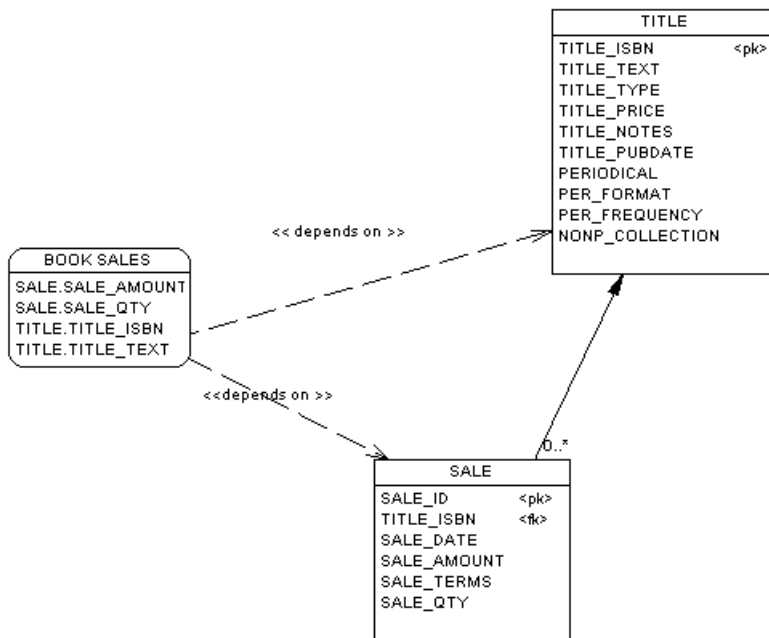 TITLE
TITLE_ISBN <pk>
TITLE_TEXT
TITLE_TYPE
TITLE_PRICE
TITLE_NOTES
TITLE_PUBDATE
PERIODICAL
PER_FORMAT
PER_FREQUENCY
NONP_COLLECTION
<< depends on >>
BOOK SALES
SALE.SALE_AMOUNT
SALE.SALE_QTY
TITLE.TITLE_ISBN
TITLE.TITLE_TEXT
<<depends on >>
0..*
SALE
SALE_ID <pk>
TITLE_ISBN <fk>
SALE_DATE
SALE_AMOUNT
SALE_TERMS
SALE_QTY